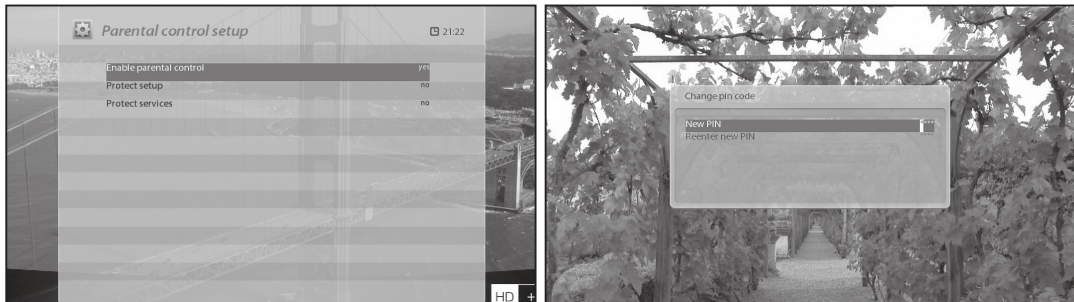 Parental control setup
21:22
Enable parental control yes
Protect setup no
Protect services no
HD +
Change pin code
New PIN
Reenter new PIN